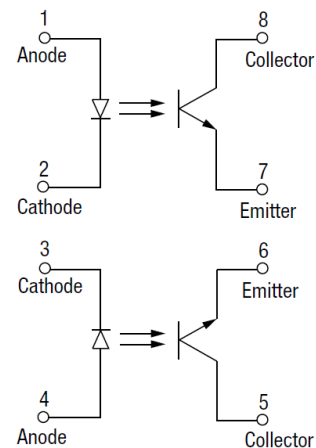 1
8
Anode
Collector
2
7
Cathode
Emitter
3
6
Cathode
Emitter
4
5
Anode
Collector